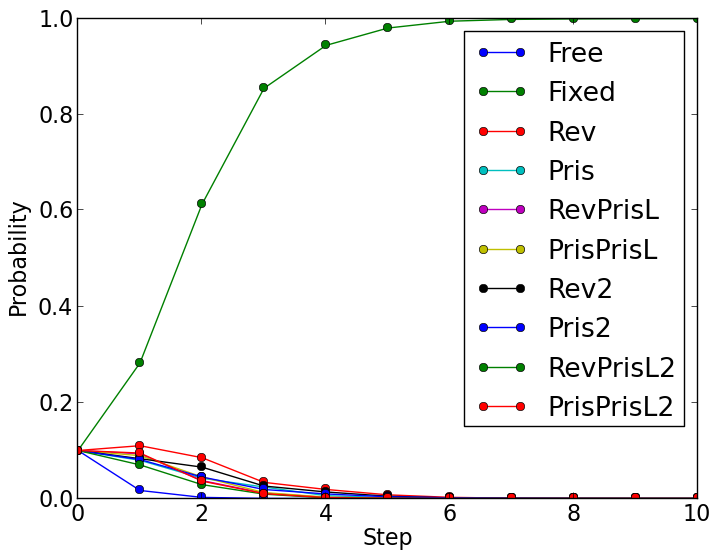 1.0
0.8
0.6
0.4
0.2
0.0
Probability
0 2 4 6 8 10
Step
Free
Fixed
Rev
Pris
RevPrisL
PrisPrisL
Rev2
Pris2
RevPrisL2
PrisPrisL2